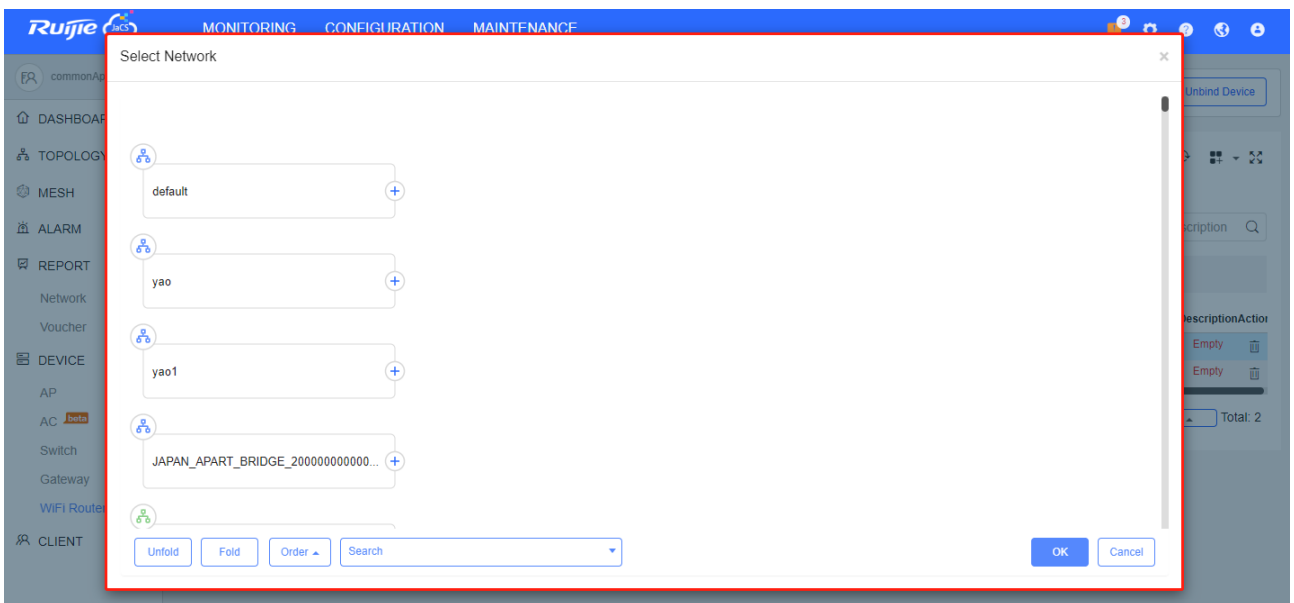 Ruijie JaCS MONITORING CONFIGURATION MAINTENANCE 3
Select Network ×
commonAp
Unbind Device
DASHBOAR
TOPOLOGY
default
MESH
ALARM
scription
yao
REPORT
Network
Voucher
DescriptionAction
Empty
DEVICE
yao1
Empty
AP
AC beta
Total: 2
Switch
JAPAN_APART_BRIDGE_200000000000...
Gateway
WiFi Router
CLIENT
Unfold Fold Order Search OK Cancel